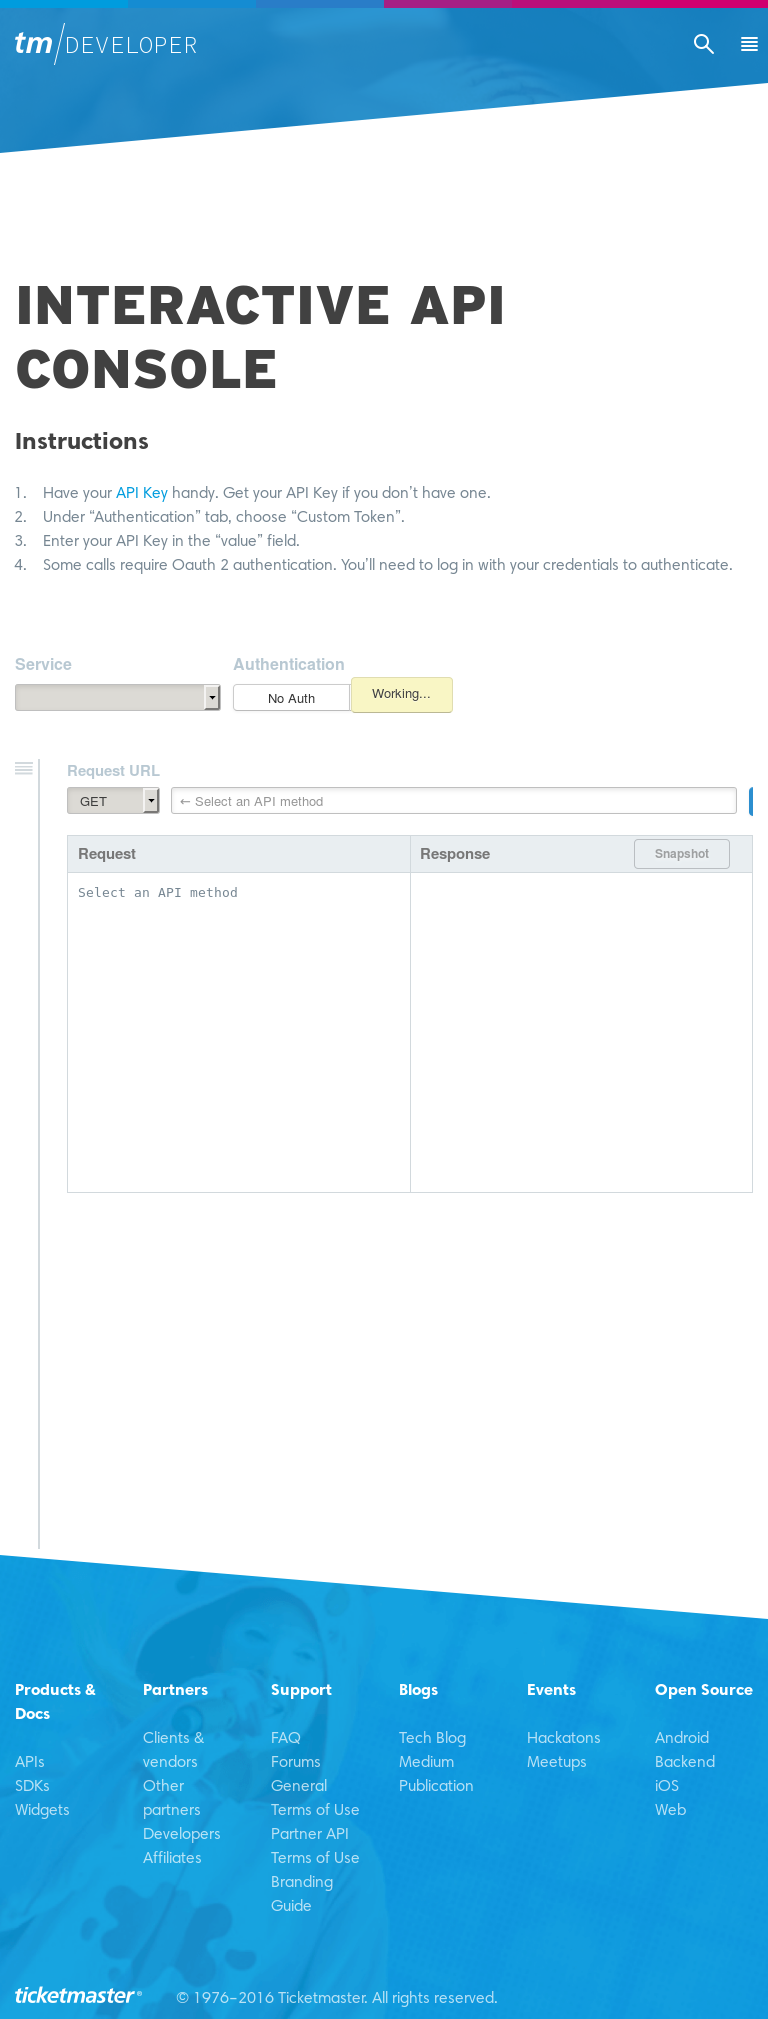 tm/DEVELOPER
INTERACTIVE API
CONSOLE
Instructions
1. Have your API Key handy. Get your API Key if you don’t have one.
2. Under “Authentication” tab, choose “Custom Token”.
3. Enter your API Key in the “value” field.
4. Some calls require Oauth 2 authentication. You’ll need to log in with your credentials to authenticate.
Service Authentication
No Auth Working...
Request URL
GET ← Select an API method
Request Response Snapshot
Select an API method
Products &
Docs
APIs
SDKs
Widgets
Partners
Clients &
vendors
Other
partners
Developers
Affiliates
Support
FAQ
Forums
General
Terms of Use
Partner API
Terms of Use
Branding
Guide
Blogs
Tech Blog
Medium
Publication
Events
Hackatons
Meetups
Open Source
Android
Backend
iOS
Web
ticketmaster® © 1976–2016 Ticketmaster. All rights reserved.